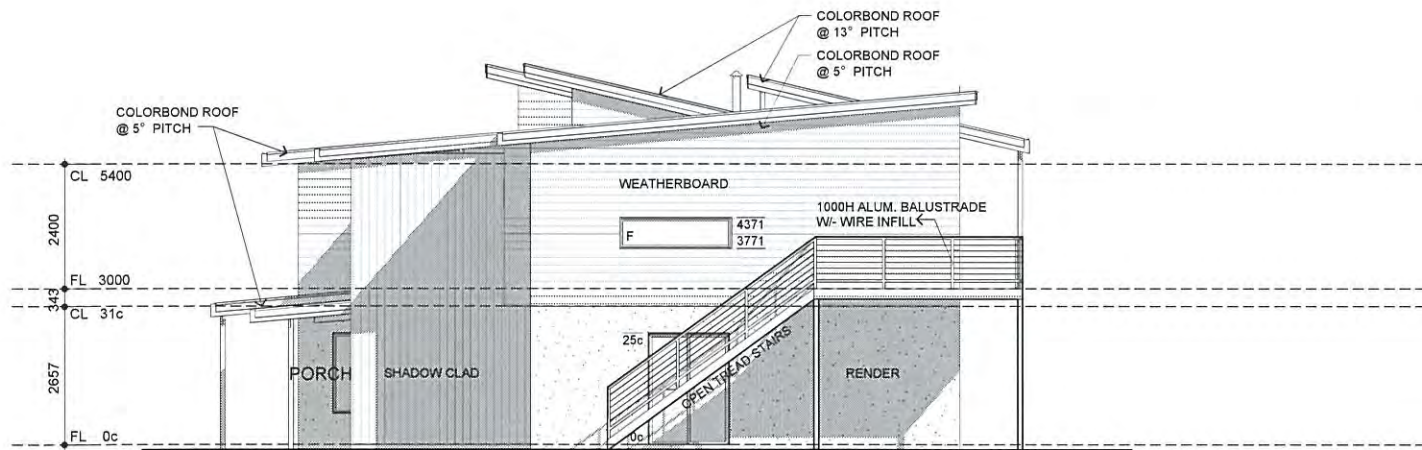 COLORBOND ROOF
@ 13° PITCH
COLORBOND ROOF
@ 5° PITCH
COLORBOND ROOF
@ 5° PITCH
CL 5400
2400
WEATHERBOARD
1000H ALUM. BALUSTRADE
W/- WIRE INFILL
F
4371
3771
FL 3000
343
CL 31c
25c
2657
PORCH
SHADOW CLAD
OPEN TREAD STAIRS
RENDER
FL 0c
0c